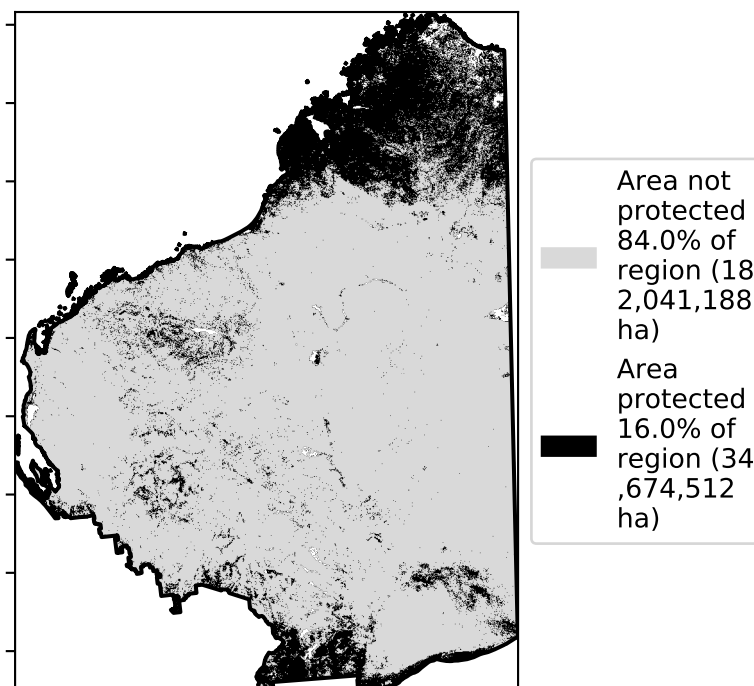 Area not
protected
84.0% of
region (18
2,041,188
ha)
Area
protected
16.0% of
region (34
,674,512
ha)